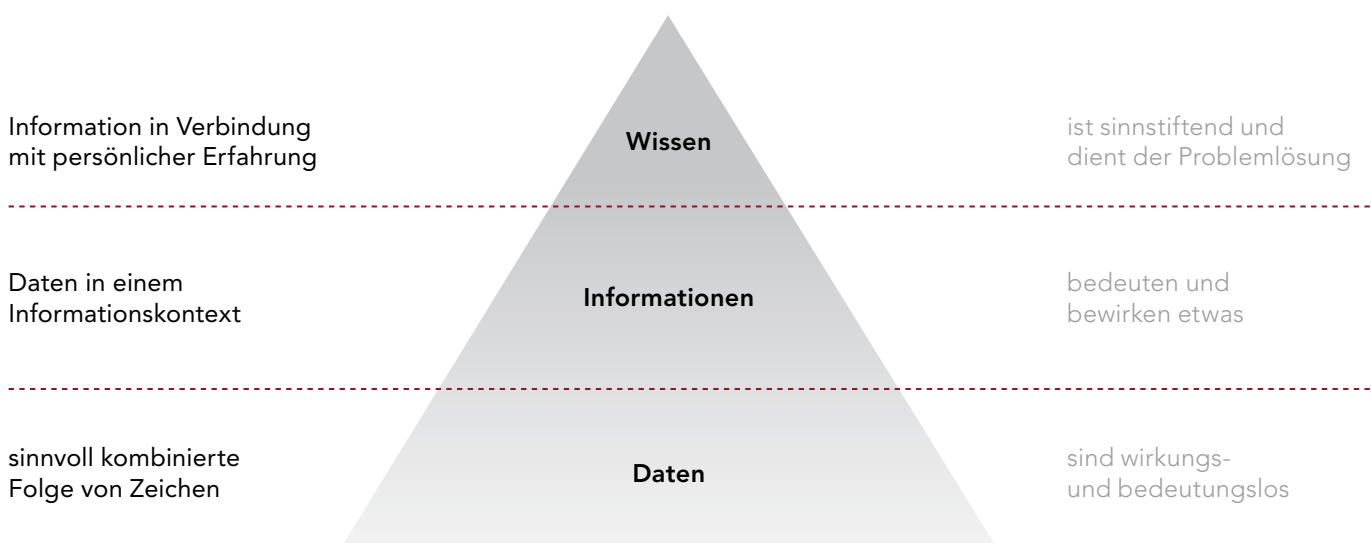 Information in Verbindung
mit persönlicher Erfahrung
Wissen
ist sinnstiftend und
dient der Problemlösung
Daten in einem
Informationskontext
Informationen
bedeuten und
bewirken etwas
sinnvoll kombinierte
Folge von Zeichen
Daten
sind wirkungs-
und bedeutungslos